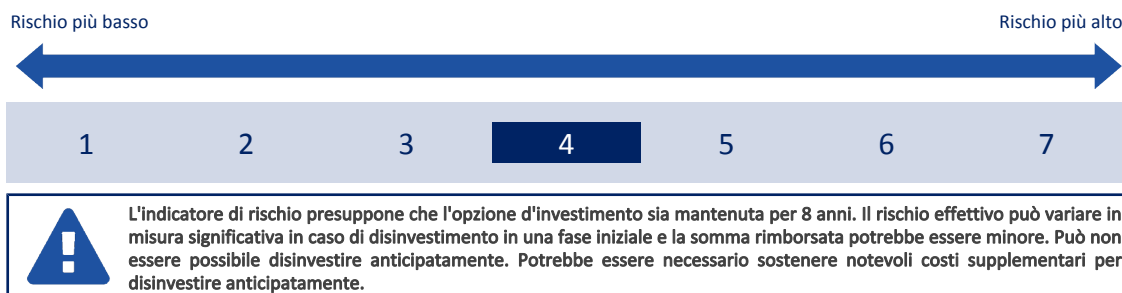 Rischio più basso Rischio più alto
1 2 3 4 5 6 7
L'indicatore di rischio presuppone che l'opzione d'investimento sia mantenuta per 8 anni. Il rischio effettivo può variare in
misura significativa in caso di disinvestimento in una fase iniziale e la somma rimborsata potrebbe essere minore. Può non
essere possibile disinvestire anticipatamente. Potrebbe essere necessario sostenere notevoli costi supplementari per
disinvestire anticipatamente.